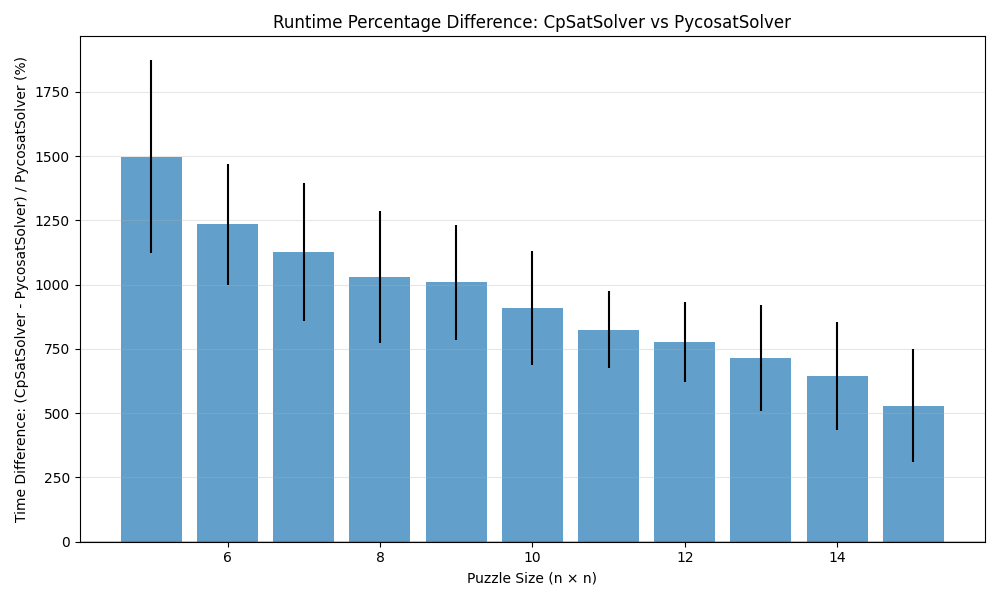 Runtime Percentage Difference: CpSatSolver vs PycosatSolver
Time Difference: (CpSatSolver - PycosatSolver) / PycosatSolver (%)
1750
1500
1250
1000
750
500
250
0
6 8 10 12 14
Puzzle Size (n × n)